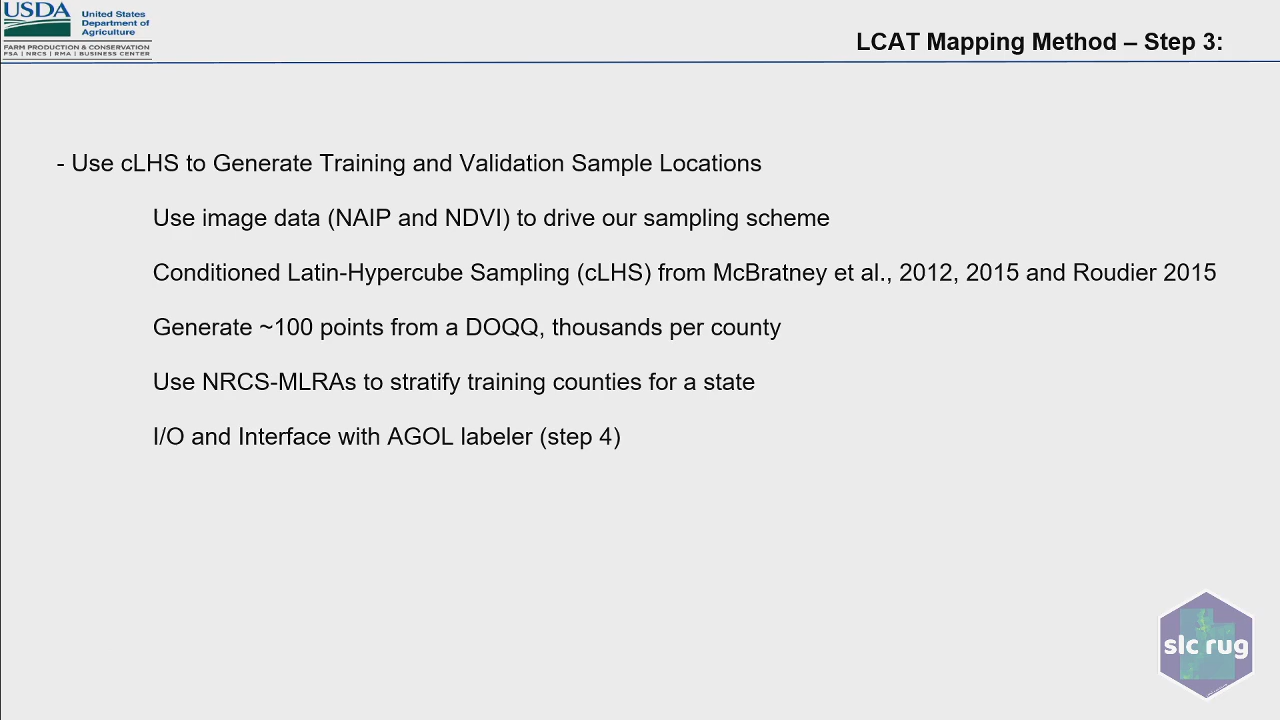 USDA
United States
Department of
Agriculture
FARM PRODUCTION & CONSERVATION
FSA | NRCS | RMA | BUSINESS CENTER
LCAT Mapping Method – Step 3:
- Use cLHS to Generate Training and Validation Sample Locations
Use image data (NAIP and NDVI) to drive our sampling scheme
Conditioned Latin-Hypercube Sampling (cLHS) from McBratney et al., 2012, 2015 and Roudier 2015
Generate ~100 points from a DOQQ, thousands per county
Use NRCS-MLRAs to stratify training counties for a state
I/O and Interface with AGOL labeler (step 4)
slc rug